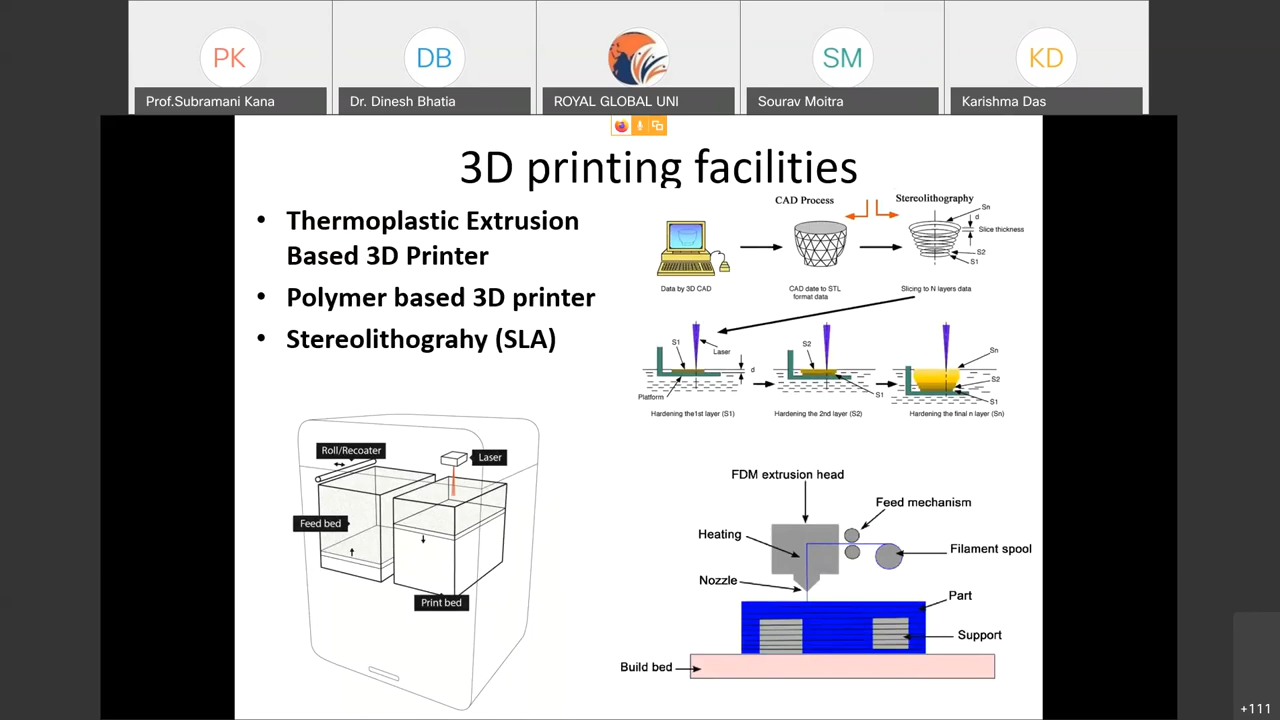 PK
DB
SM
KD
Prof.Subramani Kana
Dr. Dinesh Bhatia
ROYAL GLOBAL UNI
Sourav Moitra
Karishma Das
3D printing facilities
• Thermoplastic Extrusion
Based 3D Printer
• Polymer based 3D printer
• Stereolithograhy (SLA)
CAD Process
Stereolithography
Sn
d
Slice thickness
S2
S1
Data by 3D CAD
CAD date to STL
format data
Slicing to N layers data
S1
Laser
d
Platform
Hardening the1st layer (S1)
S2
S1
Hardening the 2nd layer (S2)
Sn
S2
S1
Hardening the final n layer (Sn)
Roll/Recoater
Laser
Feed bed
Print bed
FDM extrusion head
Feed mechanism
Heating
Filament spool
Nozzle
Part
Support
Build bed
+111